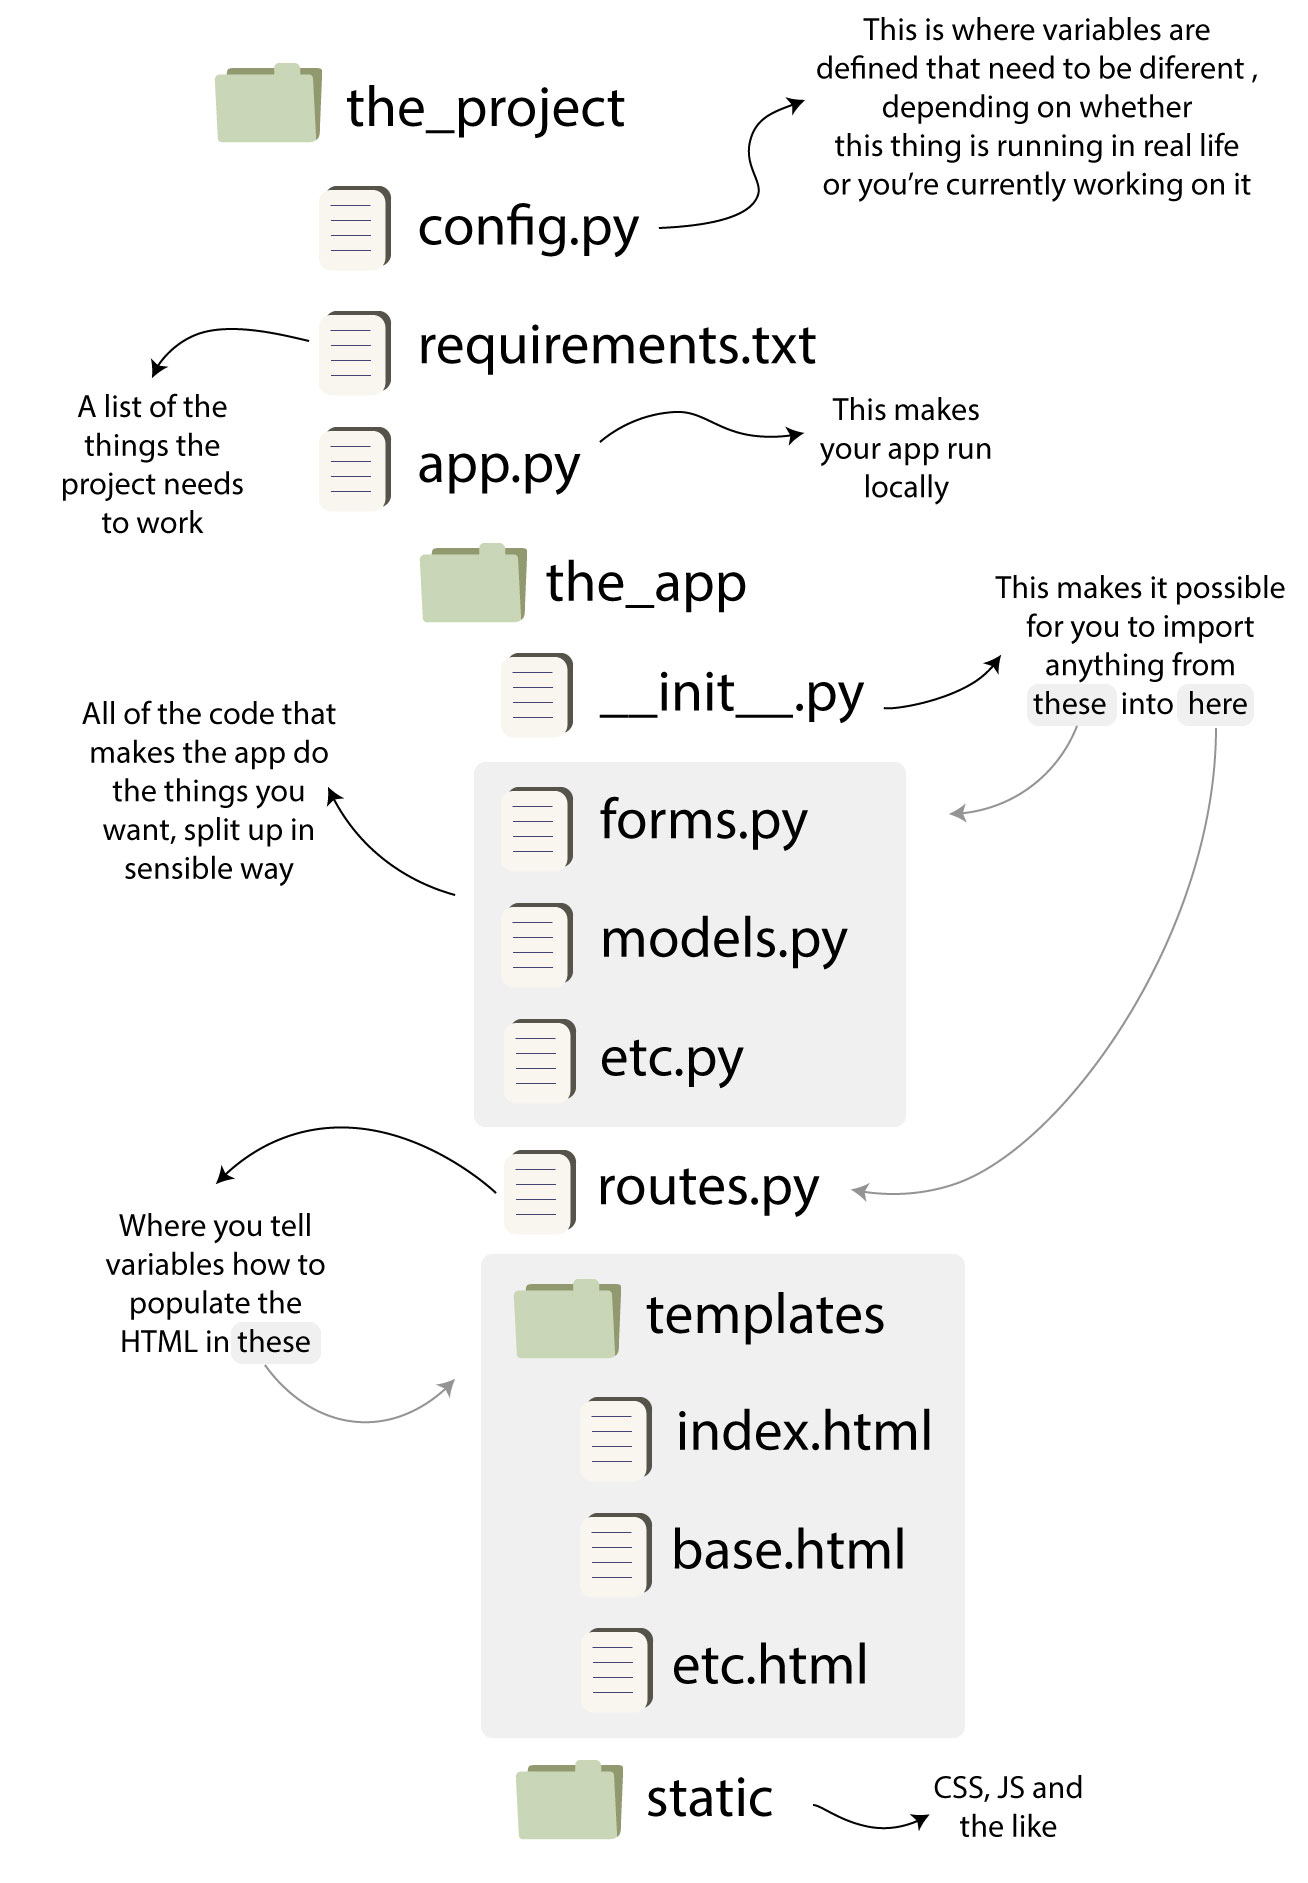 This is where variables are
defined that need to be diferent ,
depending on whether
this thing is running in real life
or you're currently working on it
the_project
config.py
requirements.txt
A list of the
things the
project needs
to work
app.py
This makes
your app run
locally
the_app
This makes it possible
for you to import
anything from
these into here
__init__.py
All of the code that
makes the app do
the things you
want, split up in
sensible way
forms.py
models.py
etc.py
routes.py
Where you tell
variables how to
populate the
HTML in these
templates
index.html
base.html
etc.html
static
CSS, JS and
the like